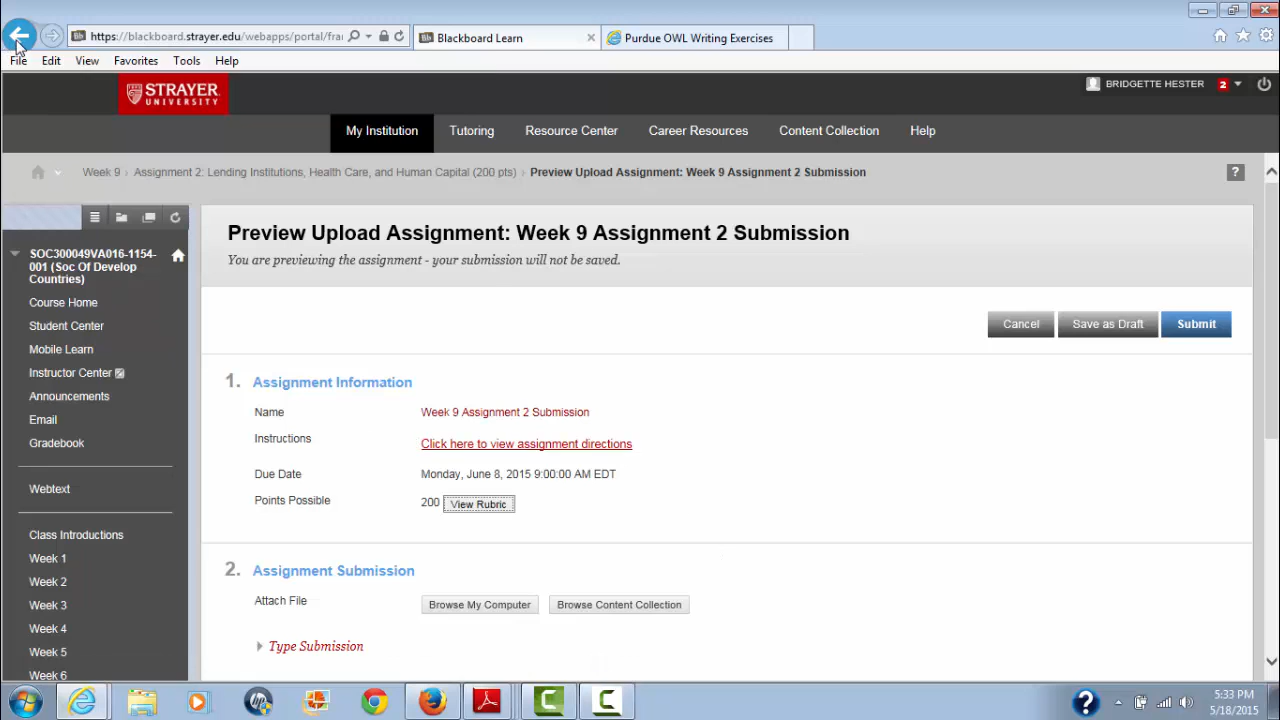 https://blackboard.strayer.edu/webapps/portal/fra
Blackboard Learn
Purdue OWL Writing Exercises
File Edit View Favorites Tools Help
STRAYER UNIVERSITY
BRIDGETTE HESTER 2
My Institution Tutoring Resource Center Career Resources Content Collection Help
Week 9 Assignment 2: Lending Institutions, Health Care, and Human Capital (200 pts) Preview Upload Assignment: Week 9 Assignment 2 Submission ?
SOC300049VA016-1154-
001 (Soc Of Develop
Countries)
Course Home
Student Center
Mobile Learn
Instructor Center
Announcements
Email
Gradebook
Webtext
Class Introductions
Week 1
Week 2
Week 3
Week 4
Week 5
Week 6
Preview Upload Assignment: Week 9 Assignment 2 Submission
You are previewing the assignment - your submission will not be saved.
Cancel Save as Draft Submit
1. Assignment Information
Name Week 9 Assignment 2 Submission
Instructions Click here to view assignment directions
Due Date Monday, June 8, 2015 9:00:00 AM EDT
Points Possible 200 View Rubric
2. Assignment Submission
Attach File Browse My Computer Browse Content Collection
Type Submission
5:33 PM
5/18/2015